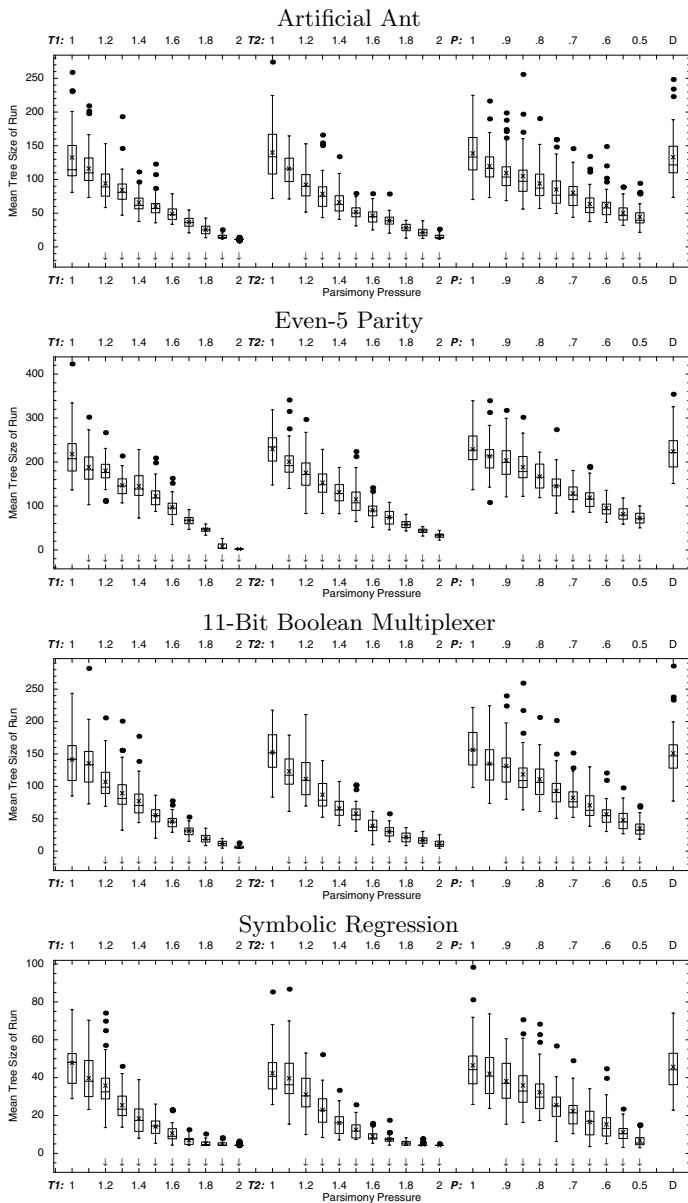 Artificial Ant
T1: 1 1.2 1.4 1.6 1.8 2 T2: 1 1.2 1.4 1.6 1.8 2 P: 1 .9 .8 .7 .6 0.5 D
Mean Tree Size of Run
250
200
150
100
50
0
T1: 1 1.2 1.4 1.6 1.8 2 T2: 1 1.2 1.4 1.6 1.8 2 P: 1 .9 .8 .7 .6 0.5 D
Parsimony Pressure
Even-5 Parity
T1: 1 1.2 1.4 1.6 1.8 2 T2: 1 1.2 1.4 1.6 1.8 2 P: 1 .9 .8 .7 .6 0.5 D
Mean Tree Size of Run
400
300
200
100
0
T1: 1 1.2 1.4 1.6 1.8 2 T2: 1 1.2 1.4 1.6 1.8 2 P: 1 .9 .8 .7 .6 0.5 D
Parsimony Pressure
11-Bit Boolean Multiplexer
T1: 1 1.2 1.4 1.6 1.8 2 T2: 1 1.2 1.4 1.6 1.8 2 P: 1 .9 .8 .7 .6 0.5 D
Mean Tree Size of Run
250
200
150
100
50
0
T1: 1 1.2 1.4 1.6 1.8 2 T2: 1 1.2 1.4 1.6 1.8 2 P: 1 .9 .8 .7 .6 0.5 D
Parsimony Pressure
Symbolic Regression
T1: 1 1.2 1.4 1.6 1.8 2 T2: 1 1.2 1.4 1.6 1.8 2 P: 1 .9 .8 .7 .6 0.5 D
Mean Tree Size of Run
100
80
60
40
20
0
T1: 1 1.2 1.4 1.6 1.8 2 T2: 1 1.2 1.4 1.6 1.8 2 P: 1 .9 .8 .7 .6 0.5 D
Parsimony Pressure